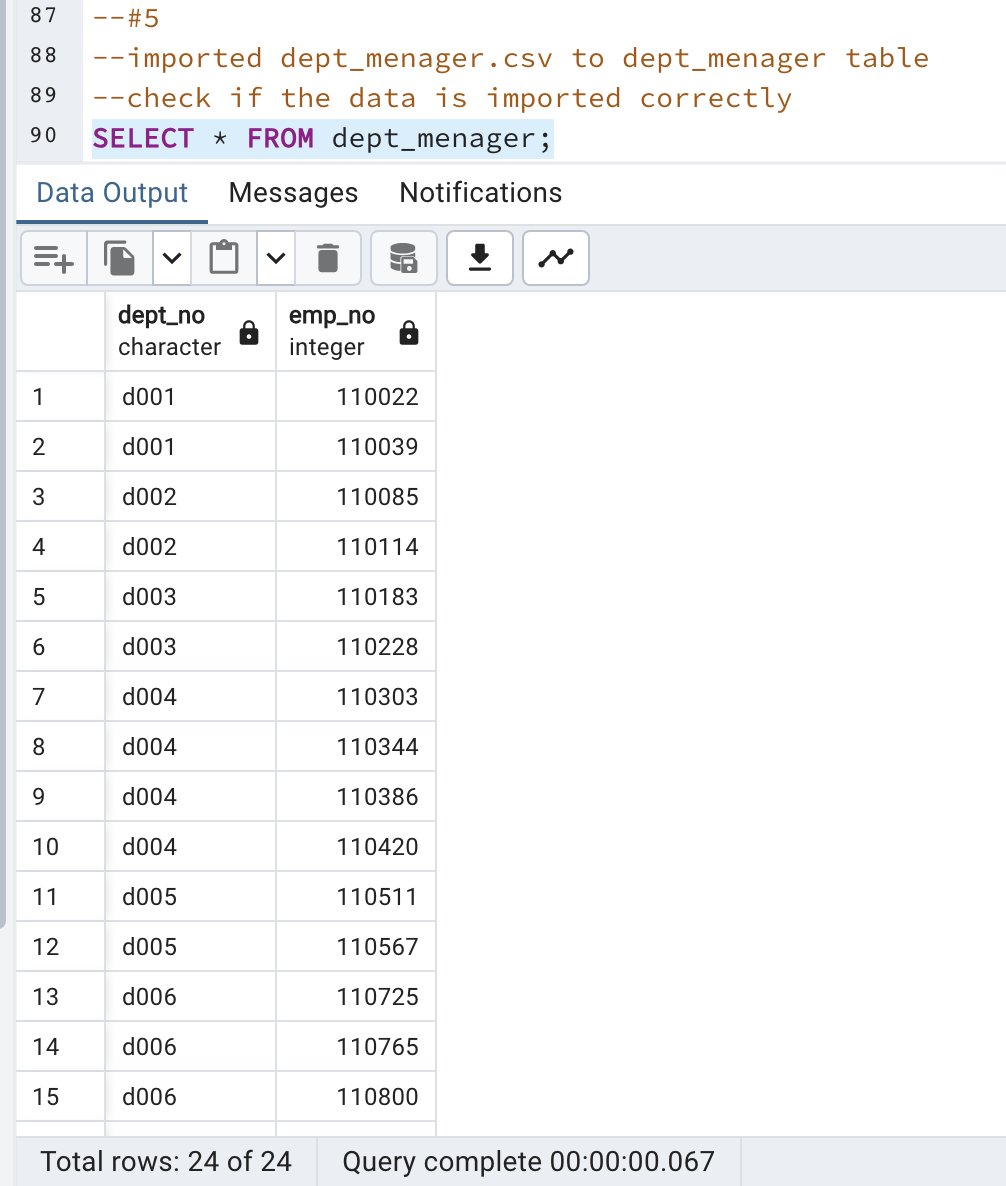 87 --#5
88 --imported dept_menager.csv to dept_menager table
89 --check if the data is imported correctly
90 SELECT * FROM dept_menager;
Data Output Messages Notifications
dept_no emp_no
character integer
1 d001 110022
2 d001 110039
3 d002 110085
4 d002 110114
5 d003 110183
6 d003 110228
7 d004 110303
8 d004 110344
9 d004 110386
10 d004 110420
11 d005 110511
12 d005 110567
13 d006 110725
14 d006 110765
15 d006 110800
Total rows: 24 of 24 Query complete 00:00:00.067